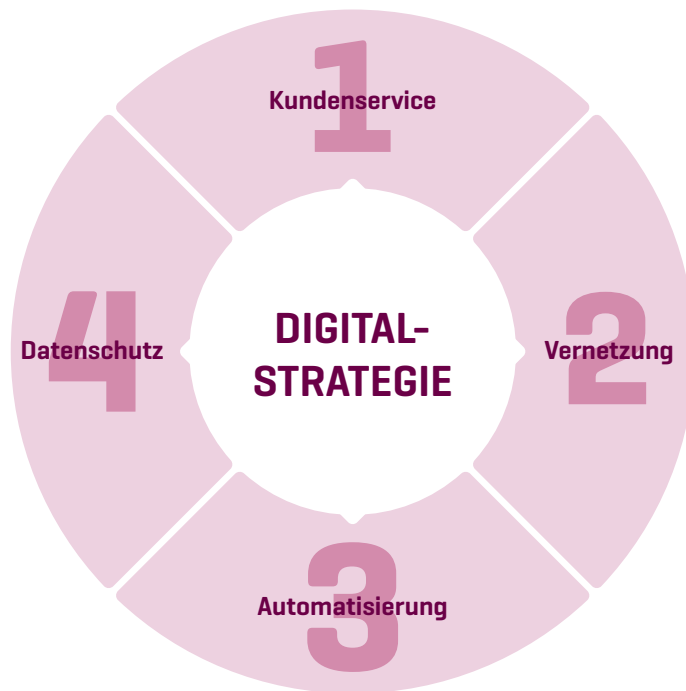 1
Kundenservice
2
Vernetzung
3
Automatisierung
4
Datenschutz
DIGITAL-
STRATEGIE